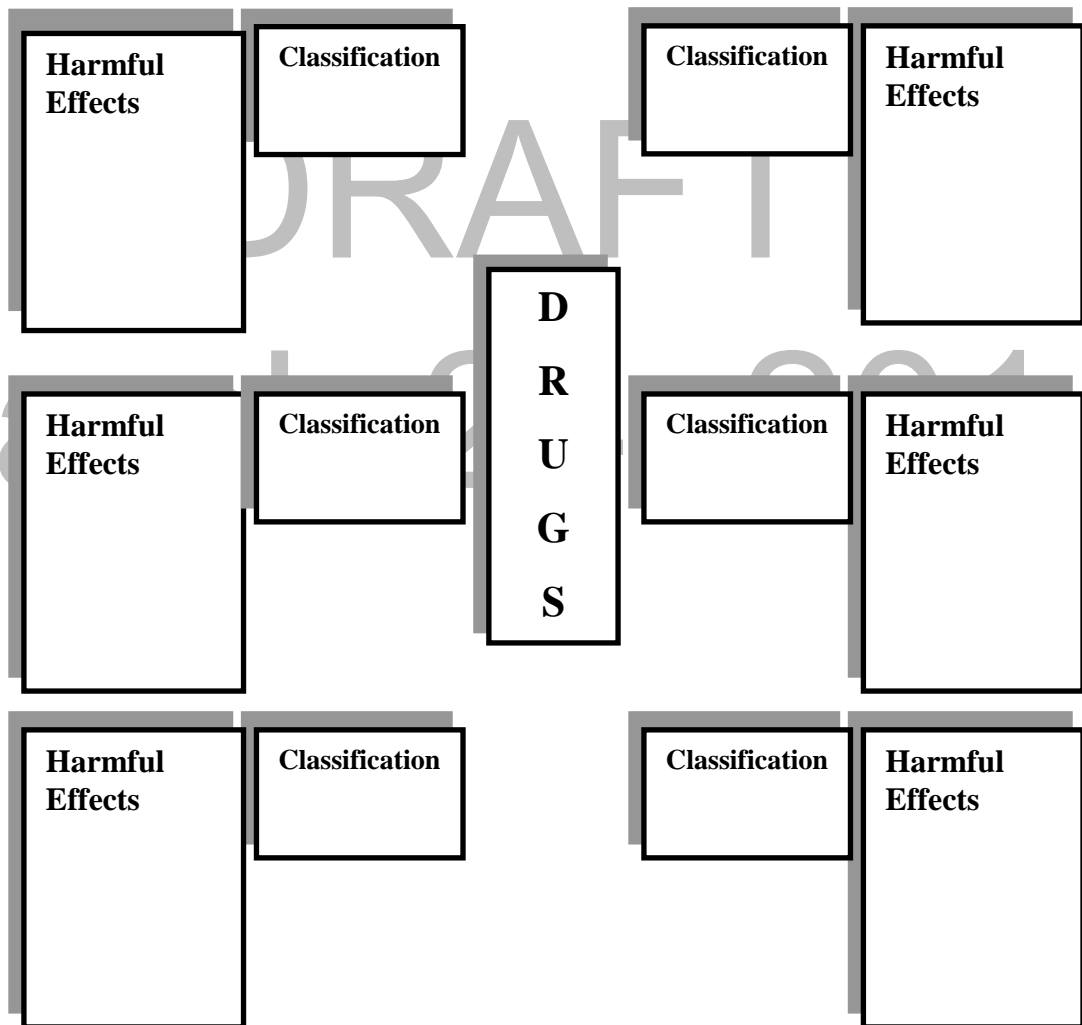 Harmful
Effects
Classification
Classification
Harmful
Effects
DRAFT
D
R
U
G
S
Harmful
Effects
Classification
Classification
Harmful
Effects
Harmful
Effects
Classification
Classification
Harmful
Effects